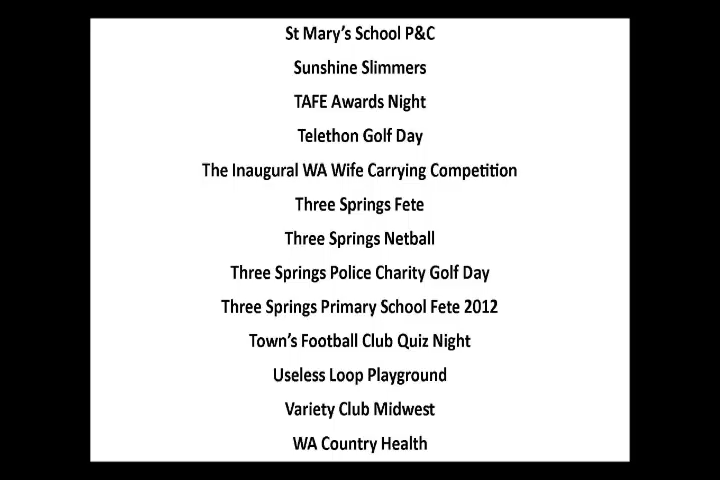 St Mary's School P&C
Sunshine Slimmers
TAFE Awards Night
Telethon Golf Day
The Inaugural WA Wife Carrying Competition
Three Springs Fete
Three Springs Netball
Three Springs Police Charity Golf Day
Three Springs Primary School Fete 2012
Town's Football Club Quiz Night
Useless Loop Playground
Variety Club Midwest
WA Country Health